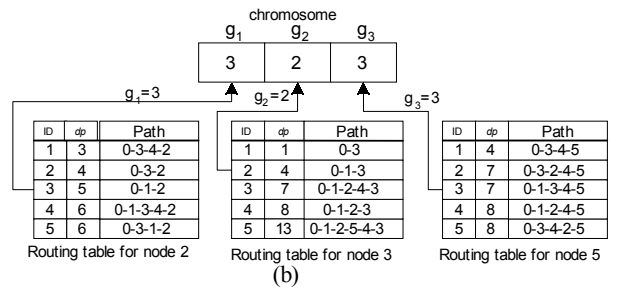 chromosome
g1 g2 g3
3 2 3
g1=3 g2=2 g3=3
ID dp Path ID dp Path ID dp Path
1 3 0-3-4-2 1 1 0-3 1 4 0-3-4-5
2 4 0-3-2 2 4 0-1-3 2 7 0-3-2-4-5
3 5 0-1-2 3 7 0-1-2-4-3 3 7 0-1-3-4-5
4 6 0-1-3-4-2 4 8 0-1-2-3 4 8 0-1-2-4-5
5 6 0-3-1-2 5 13 0-1-2-5-4-3 5 8 0-3-4-2-5
Routing table for node 2 Routing table for node 3 Routing table for node 5
(b)